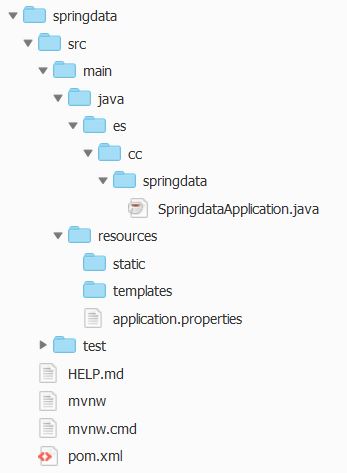 springdata
src
main
java
es
cc
springdata
SpringdataApplication.java
resources
static
templates
application.properties
test
HELP.md
mvnw
mvnw.cmd
pom.xml